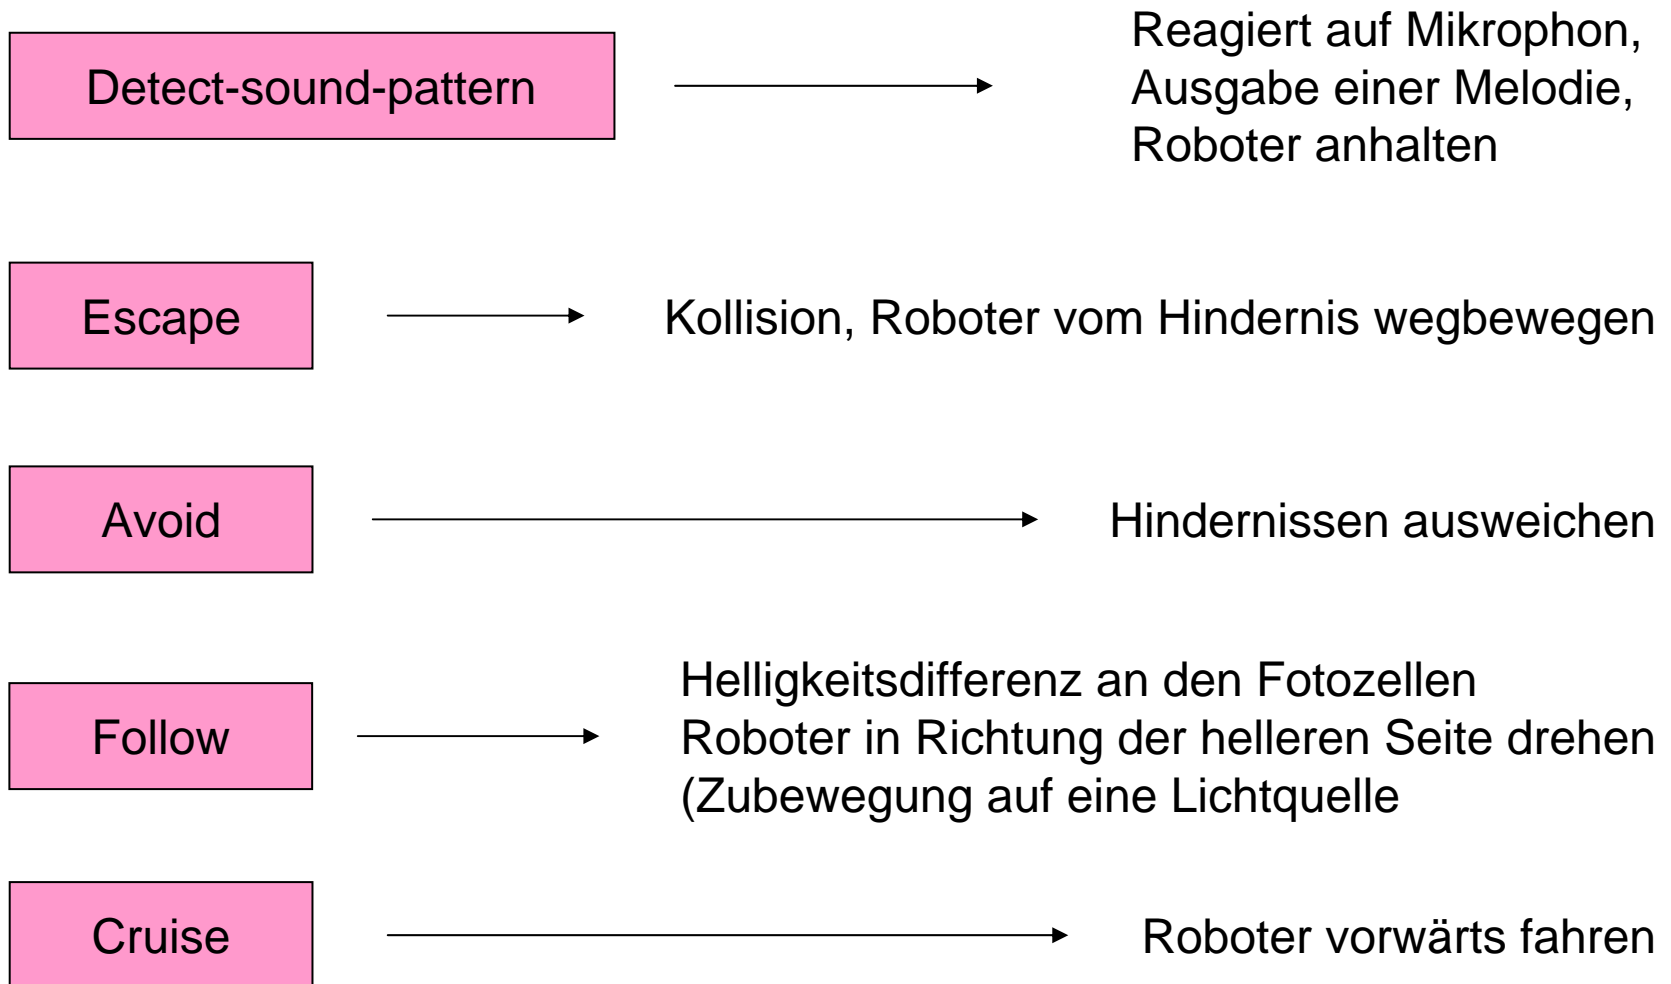 Detect-sound-pattern
Reagiert auf Mikrophon,
Ausgabe einer Melodie,
Roboter anhalten
Escape
Kollision, Roboter vom Hindernis wegbewegen
Avoid
Hindernissen ausweichen
Follow
Helligkeitsdifferenz an den Fotozellen
Roboter in Richtung der helleren Seite drehen
(Zubewegung auf eine Lichtquelle
Cruise
Roboter vorwärts fahren